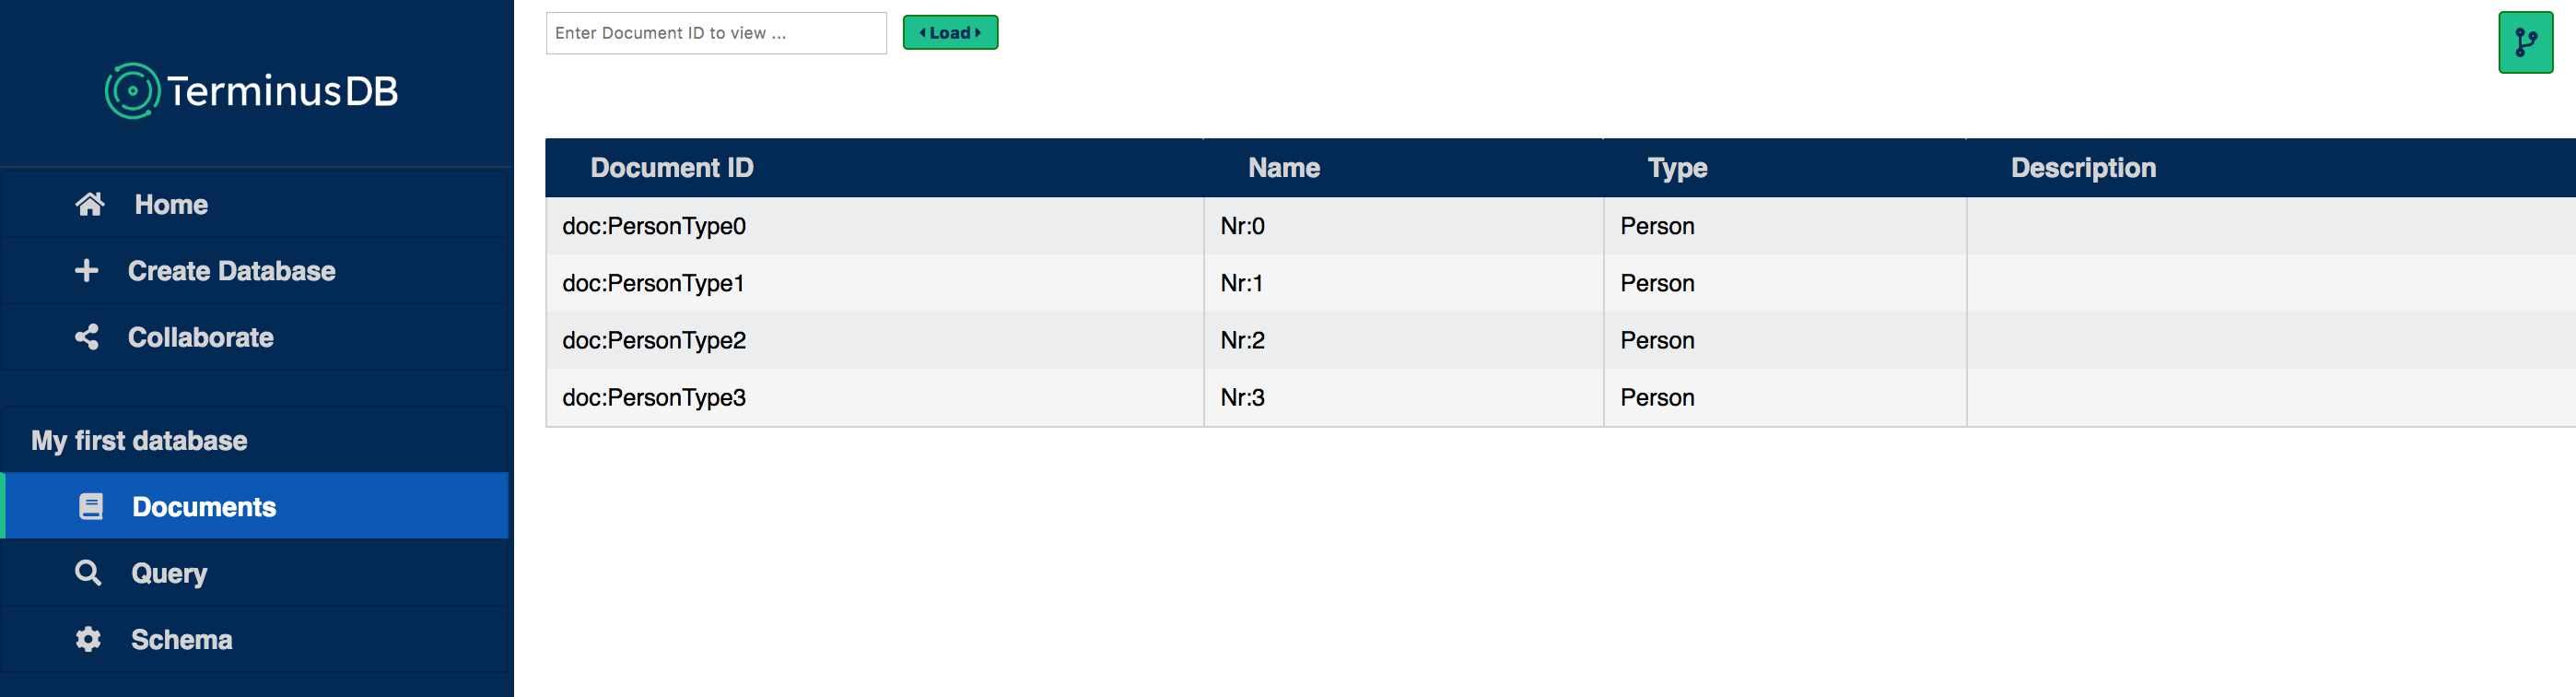 TerminusDB
Home
Create Database
Collaborate
My first database
Documents
Query
Schema
Enter Document ID to view ...
Load
Document ID Name Type Description
doc:PersonType0 Nr:0 Person
doc:PersonType1 Nr:1 Person
doc:PersonType2 Nr:2 Person
doc:PersonType3 Nr:3 Person